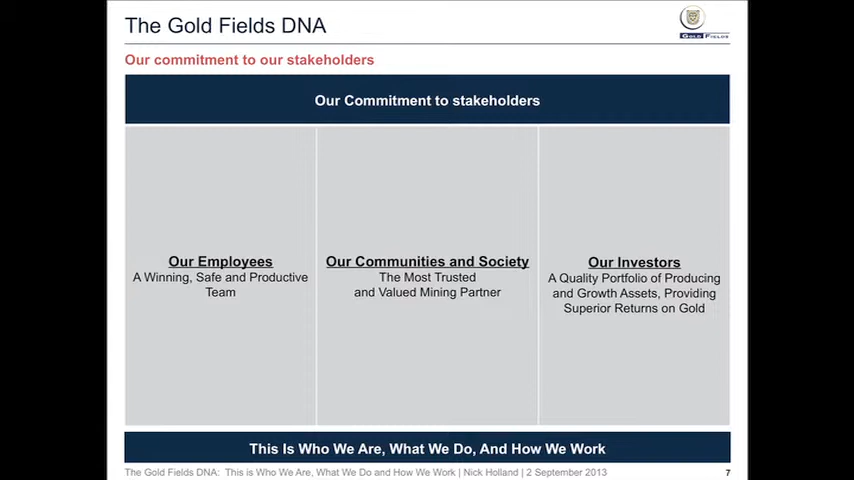 The Gold Fields DNA
GOLD FIELDS
Our commitment to our stakeholders
Our Commitment to stakeholders
Our Employees
A Winning, Safe and Productive
Team
Our Communities and Society
The Most Trusted
and Valued Mining Partner
Our Investors
A Quality Portfolio of Producing
and Growth Assets, Providing
Superior Returns on Gold
This Is Who We Are, What We Do, And How We Work
The Gold Fields DNA: This is Who We Are, What We Do and How We Work | Nick Holland | 2 September 2013
7